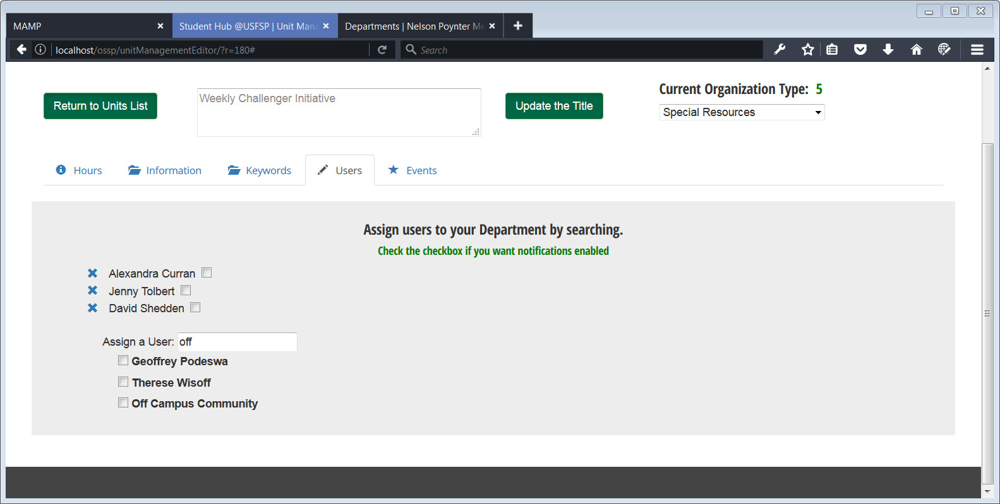 MAMP
Student Hub @USFSP | Unit Man
Departments | Nelson Poynter Me
localhost/ossp/unitManagementEditor/?r=180#
Search
Return to Units List
Weekly Challenger Initiative
Update the Title
Current Organization Type: 5
Special Resources
Hours
Information
Keywords
Users
Events
Assign users to your Department by searching.
Check the checkbox if you want notifications enabled
Alexandra Curran
Jenny Tolbert
David Shedden
Assign a User: off
Geoffrey Podeswa
Therese Wisoff
Off Campus Community